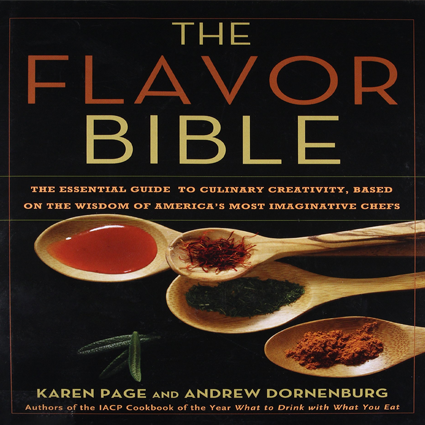 THE
FLAVOR
BIBLE
THE ESSENTIAL GUIDE TO CULINARY CREATIVITY, BASED
ON THE WISDOM OF AMERICA'S MOST IMAGINATIVE CHEFS
KAREN PAGE AND ANDREW DORNENBURG
Authors of the IACP Cookbook of the Year What to Drink with What You Eat